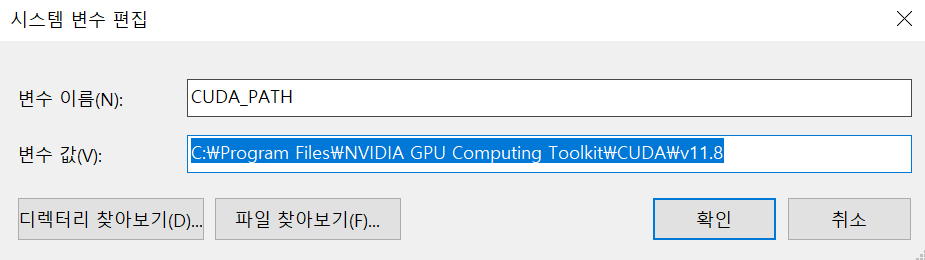 시스템 변수 편집
변수 이름(N):
CUDA_PATH
변수 값(V):
C:₩Program Files₩NVIDIA GPU Computing Toolkit₩CUDA₩v11.8
디렉터리 찾아보기(D)...
파일 찾아보기(F)...
확인
취소